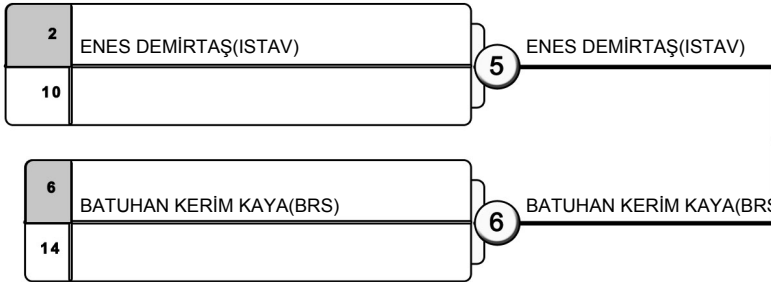 2
ENES DEMİRTAŞ(ISTAV)
5
ENES DEMİRTAŞ(ISTAV)
10
6
BATUHAN KERİM KAYA(BRS)
6
BATUHAN KERİM KAYA(BRS
14